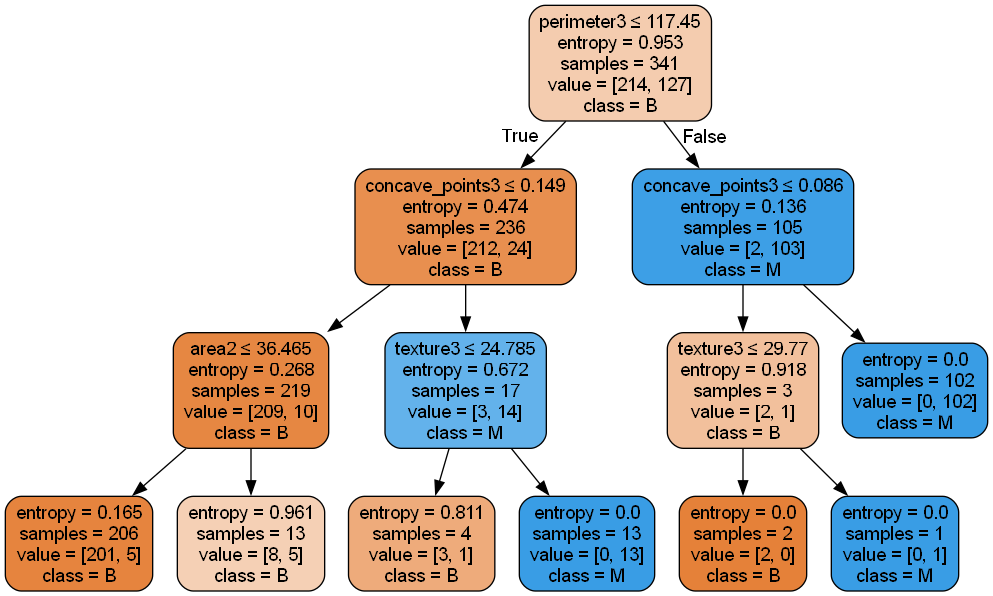 perimeter3 ≤ 117.45
entropy = 0.953
samples = 341
value = [214, 127]
class = B
True
False
concave_points3 ≤ 0.149
entropy = 0.474
samples = 236
value = [212, 24]
class = B
concave_points3 ≤ 0.086
entropy = 0.136
samples = 105
value = [2, 103]
class = M
area2 ≤ 36.465
entropy = 0.268
samples = 219
value = [209, 10]
class = B
texture3 ≤ 24.785
entropy = 0.672
samples = 17
value = [3, 14]
class = M
texture3 ≤ 29.77
entropy = 0.918
samples = 3
value = [2, 1]
class = B
entropy = 0.0
samples = 102
value = [0, 102]
class = M
entropy = 0.165
samples = 206
value = [201, 5]
class = B
entropy = 0.961
samples = 13
value = [8, 5]
class = B
entropy = 0.811
samples = 4
value = [3, 1]
class = B
entropy = 0.0
samples = 13
value = [0, 13]
class = M
entropy = 0.0
samples = 2
value = [2, 0]
class = B
entropy = 0.0
samples = 1
value = [0, 1]
class = M